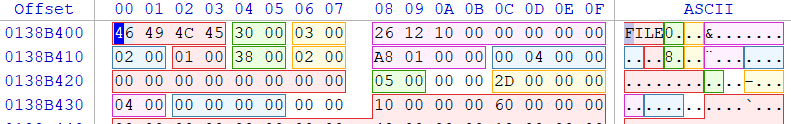 Offset 00 01 02 03 04 05 06 07 08 09 0A 0B 0C 0D 0E 0F ASCII
0138B400 46 49 4C 45 30 00 03 00 26 12 10 00 00 00 00 00 FILE0...&.......
0138B410 02 00 01 00 38 00 02 00 A8 01 00 00 00 04 00 00 ....8...¨.......
0138B420 00 00 00 00 00 00 00 00 05 00 00 00 2D 00 00 00 ............-...
0138B430 04 00 00 00 00 00 00 00 10 00 00 00 60 00 00 00 ............`...